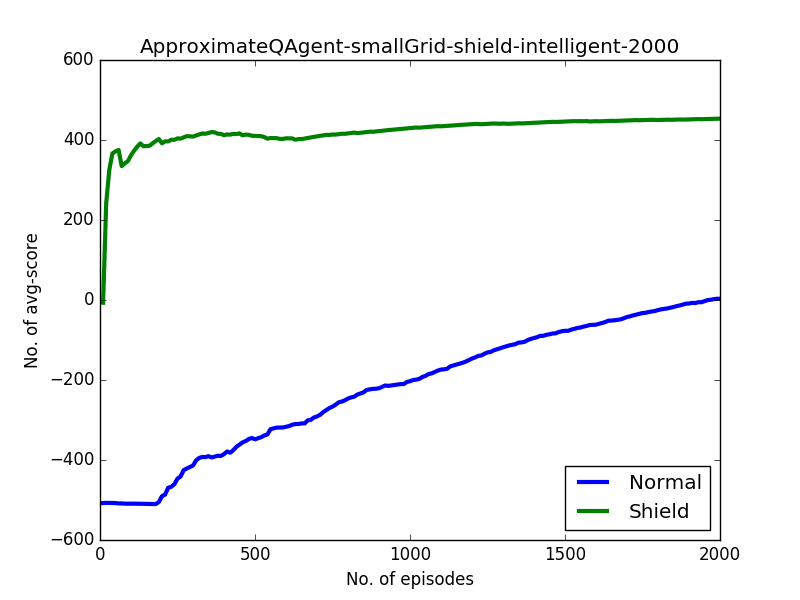 ApproximateQAgent-smallGrid-shield-intelligent-2000
600
400
200
0
−200
−400
−600
No. of avg-score
0 500 1000 1500 2000
No. of episodes
Normal
Shield